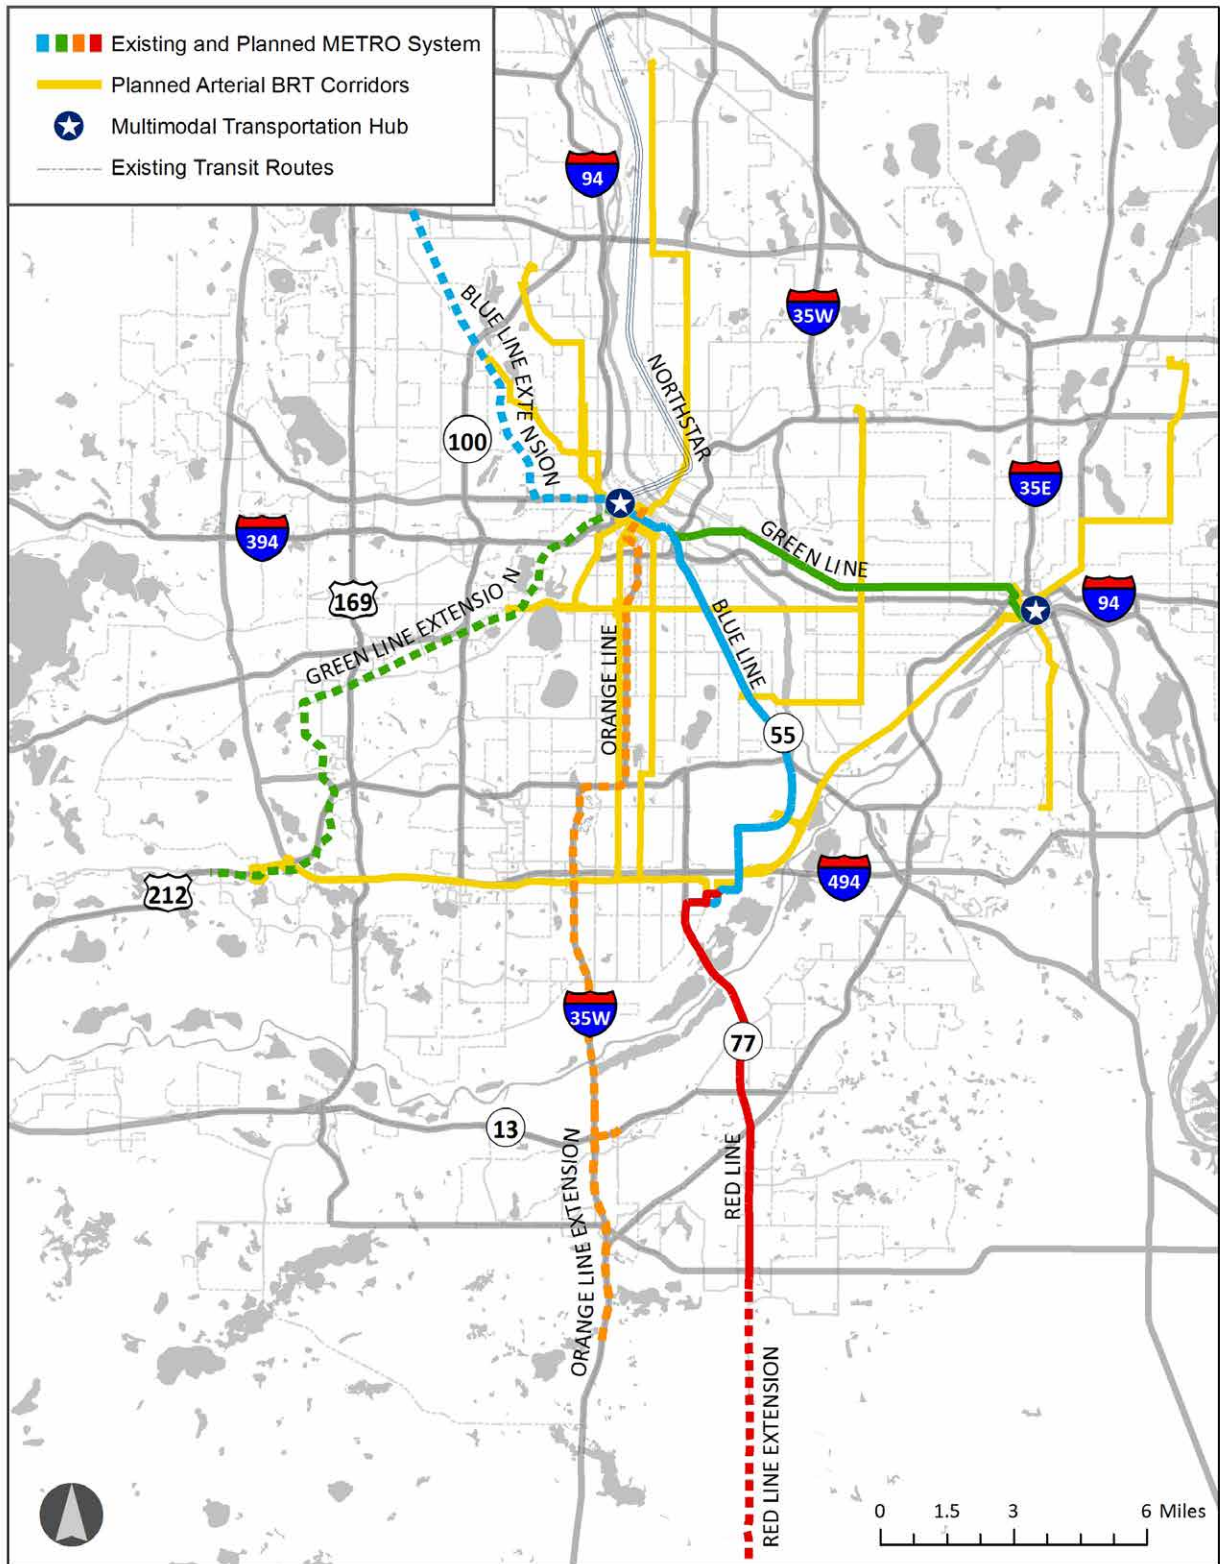 Existing and Planned METRO System
Planned Arterial BRT Corridors
Multimodal Transportation Hub
Existing Transit Routes
94
35W
BLUE LINE EXTENSION
NORTHSTAR
100
35E
394
GREEN LINE
169
94
GREEN LINE EXTENSION
BLUE LINE
ORANGE LINE
55
212
494
35W
77
13
RED LINE
ORANGE LINE EXTENSION
RED LINE EXTENSION
0 1.5 3 6 Miles